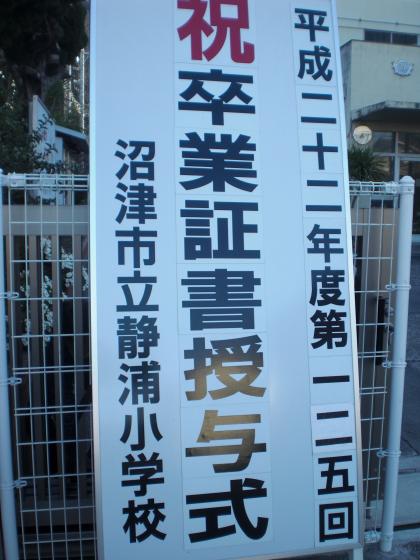 平成二十二年度第一二五回
祝卒業証書授与式
沼津市立静浦小学校